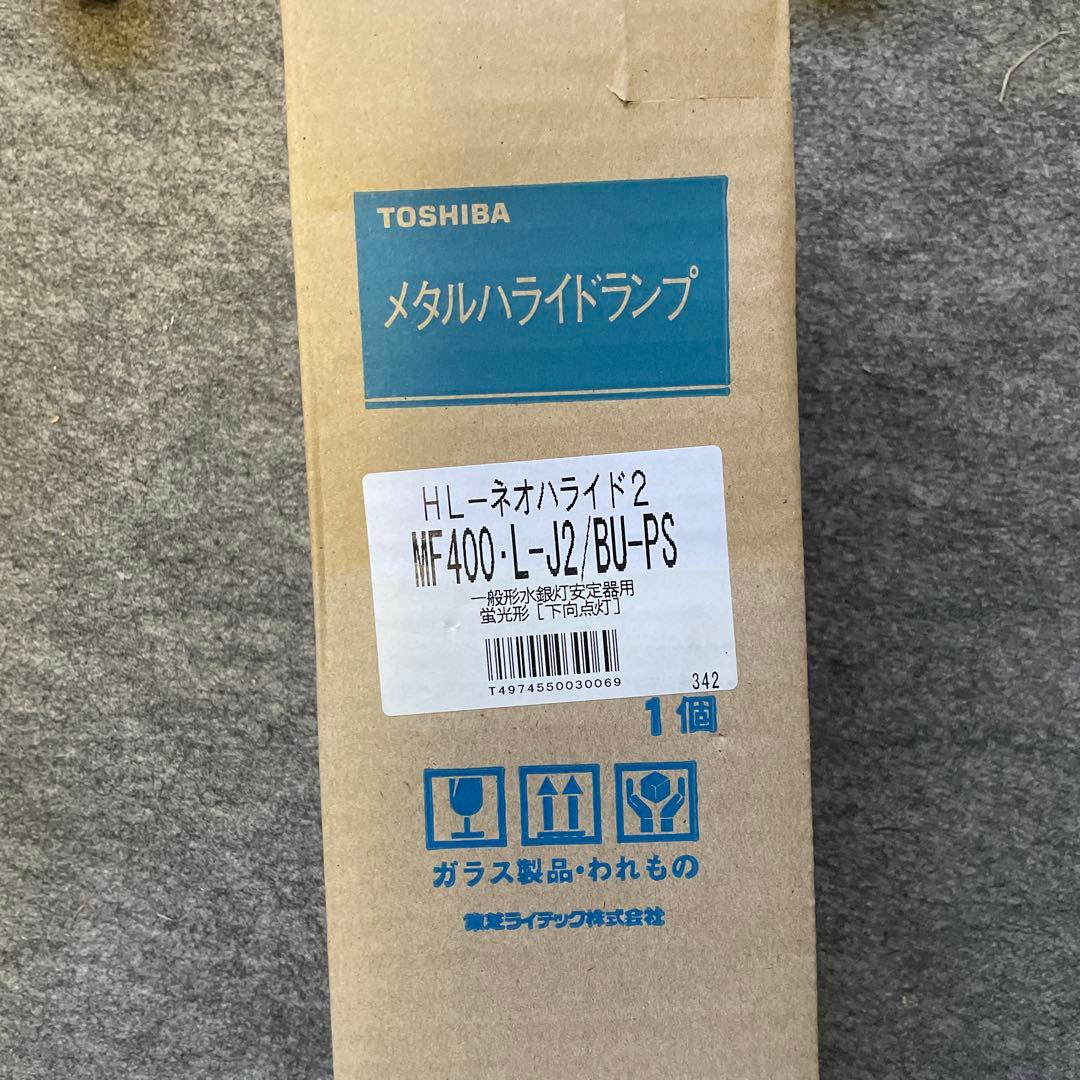 TOSHIBA
メタルハライドランプ
HL-ネオハライド2
MF400・L-J2/BU-PS
一般形水銀灯安定器用
蛍光形[下向点灯]
T4974550030069
342
1個
ガラス製品・われもの
東芝ライテック株式会社